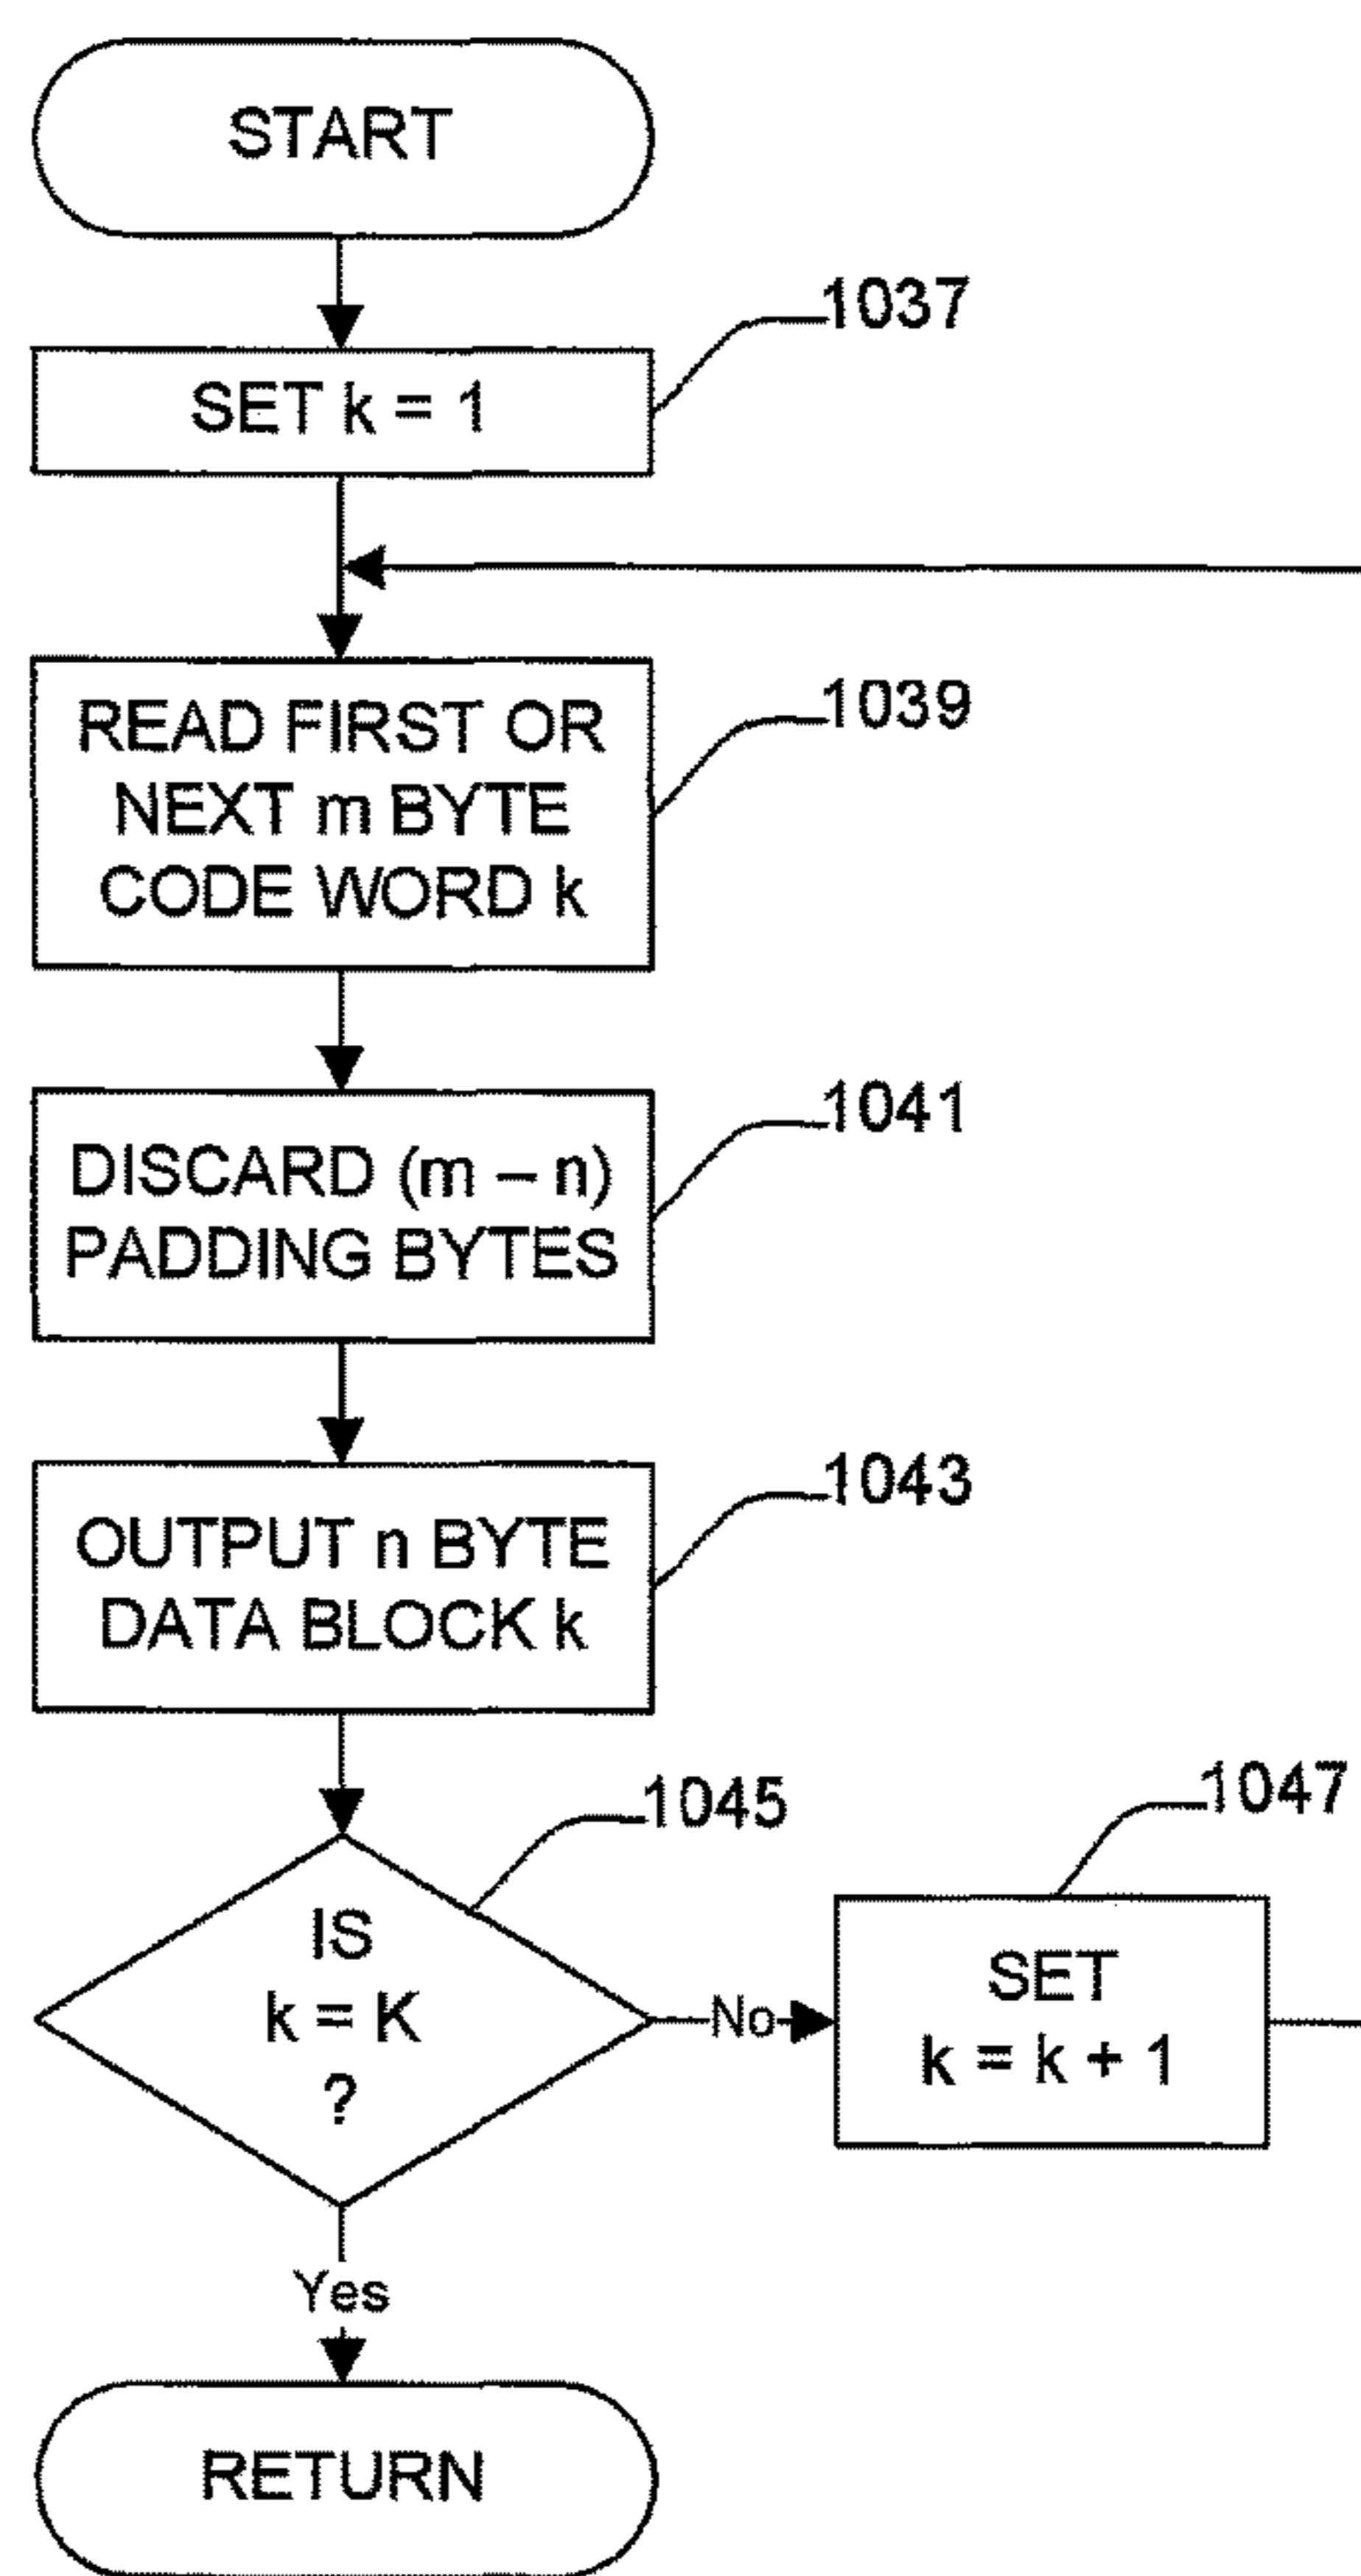 START
1037
SET k = 1
READ FIRST OR
NEXT m BYTE
CODE WORD k
1039
DISCARD (m – n)
PADDING BYTES
1041
OUTPUT n BYTE
DATA BLOCK k
1043
IS
k = K
?
1045
No
SET
k = k + 1
1047
Yes
RETURN